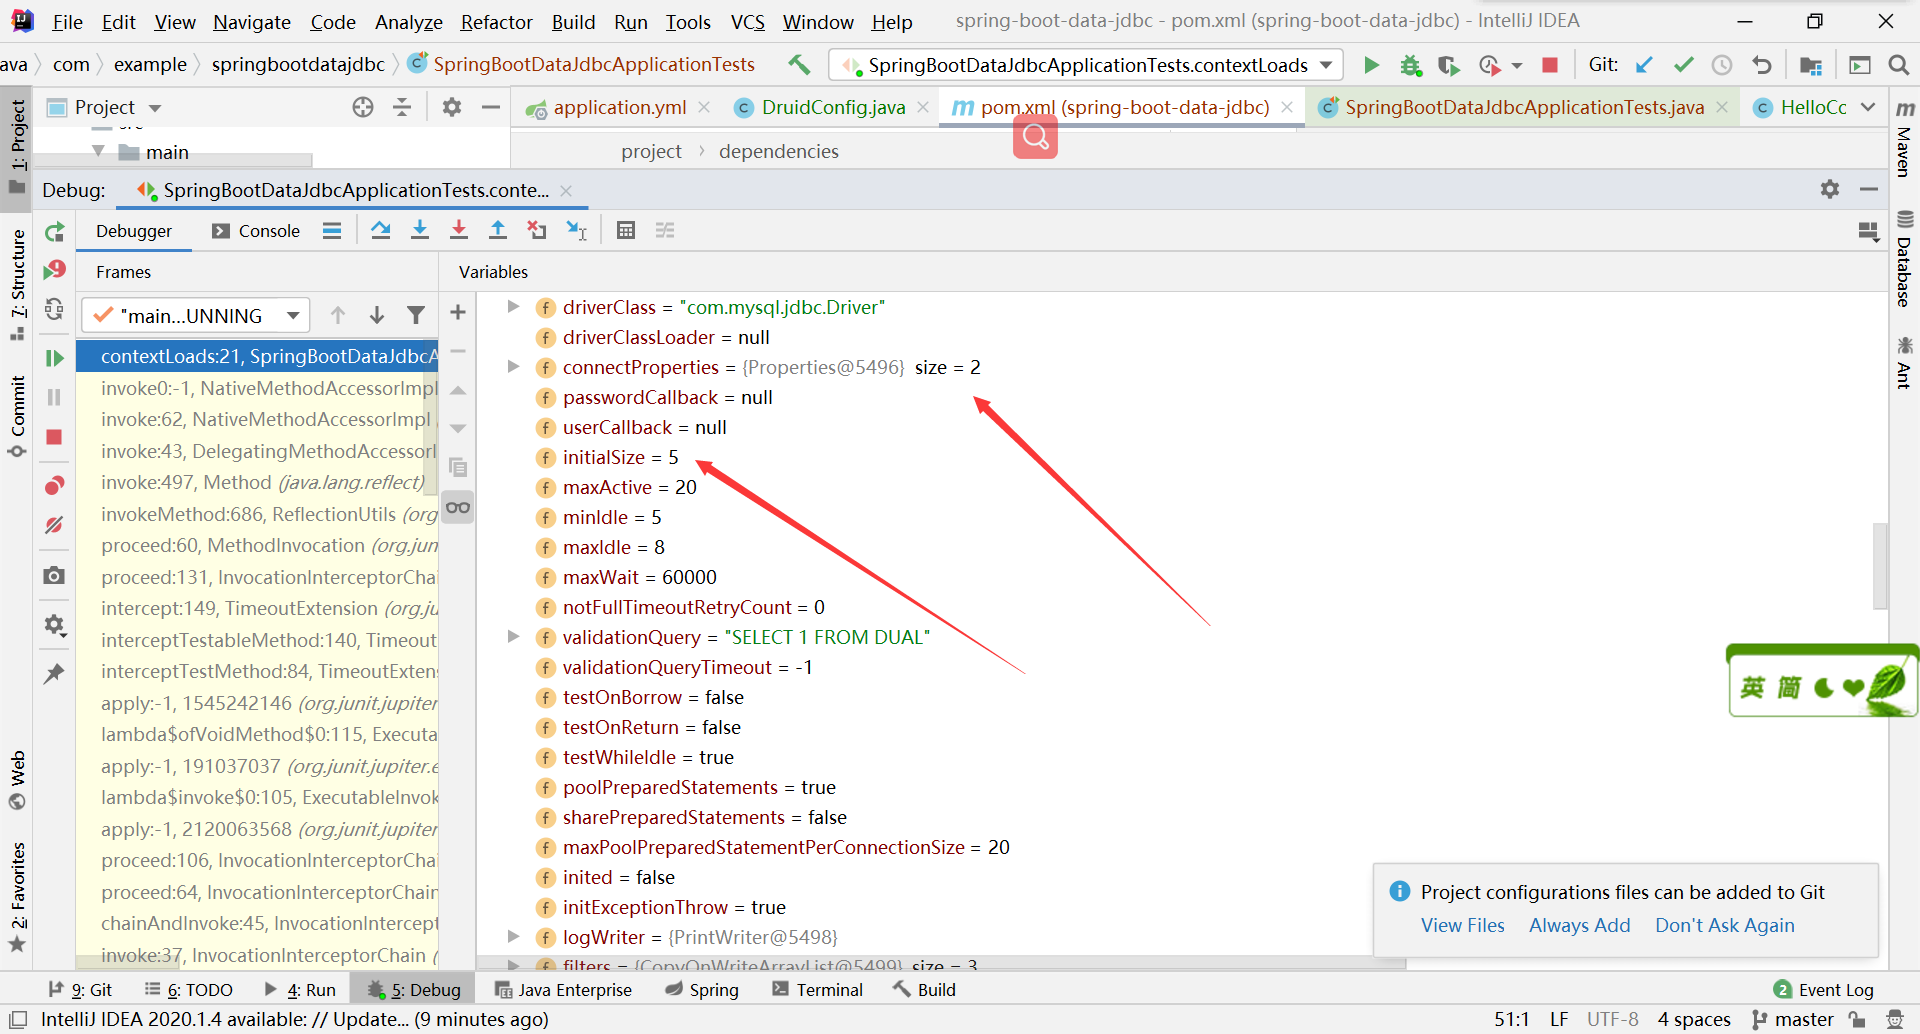 File Edit View Navigate Code Analyze Refactor Build Run Tools VCS Window Help spring-boot-data-jdbc - pom.xml (spring-boot-data-jdbc) - IntelliJ IDEA
ava com example springbootdatajdbc SpringBootDataJdbcApplicationTests SpringBootDataJdbcApplicationTests.contextLoads Git:
Project application.yml DruidConfig.java pom.xml (spring-boot-data-jdbc) SpringBootDataJdbcApplicationTests.java HelloCo
src
main
project dependencies
Debug: SpringBootDataJdbcApplicationTests.conte...
Debugger Console
Frames Variables
"main...UNNING
contextLoads:21, SpringBootDataJdbcA
invoke0:-1, NativeMethodAccessorImpl
invoke:62, NativeMethodAccessorImpl
invoke:43, DelegatingMethodAccessorI
invoke:497, Method (java.lang.reflect)
invokeMethod:686, ReflectionUtils (org
proceed:60, MethodInvocation (org.jun
proceed:131, InvocationInterceptorChai
intercept:149, TimeoutExtension (org.ju
interceptTestableMethod:140, Timeout
interceptTestMethod:84, TimeoutExtens
apply:-1, 1545242146 (org.junit.jupiter
lambda$ofVoidMethod$0:115, Executa
apply:-1, 191037037 (org.junit.jupiter.e
lambda$invoke$0:105, ExecutableInvok
apply:-1, 2120063568 (org.junit.jupiter
proceed:106, InvocationInterceptorChai
proceed:64, InvocationInterceptorChain
chainAndInvoke:45, InvocationIntercept
invoke:37, InvocationInterceptorChain (
driverClass = "com.mysql.jdbc.Driver"
driverClassLoader = null
connectProperties = {Properties@5496} size = 2
passwordCallback = null
userCallback = null
initialSize = 5
maxActive = 20
minIdle = 5
maxIdle = 8
maxWait = 60000
notFullTimeoutRetryCount = 0
validationQuery = "SELECT 1 FROM DUAL"
validationQueryTimeout = -1
testOnBorrow = false
testOnReturn = false
testWhileIdle = true
poolPreparedStatements = true
sharePreparedStatements = false
maxPoolPreparedStatementPerConnectionSize = 20
inited = false
initExceptionThrow = true
logWriter = {PrintWriter@5498}
filters = {CopyOnWriteArrayList@5499} size = 3
1: Project
7: Structure
Commit
Web
2: Favorites
Maven
Database
Ant
英 简
Project configurations files can be added to Git
View Files Always Add Don't Ask Again
9: Git 6: TODO 4: Run 5: Debug Java Enterprise Spring Terminal Build 2 Event Log
IntelliJ IDEA 2020.1.4 available: // Update... (9 minutes ago) 51:1 LF UTF-8 4 spaces master